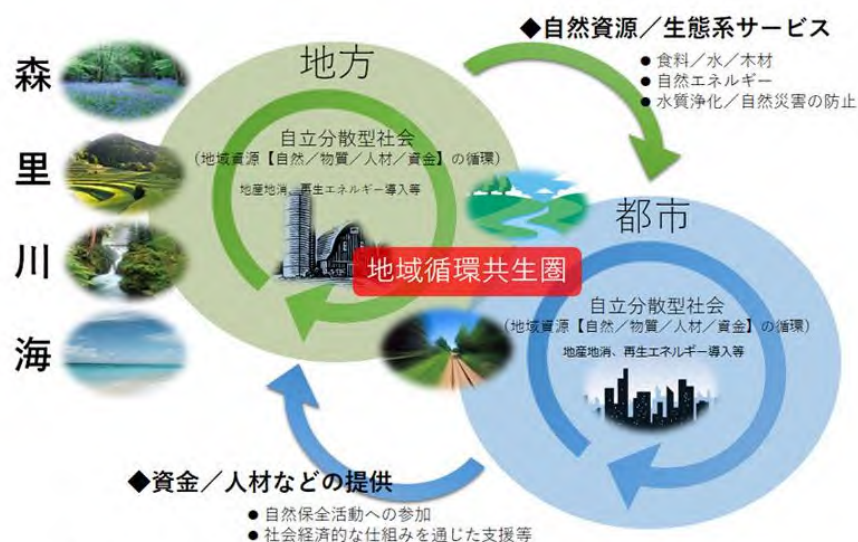 ◆自然資源／生態系サービス
● 食料／水／木材
● 自然エネルギー
● 水質浄化／自然災害の防止
森
里
川
海
地方
自立分散型社会
（地域資源【自然／物質／人材／資金】の循環）
地産地消、再生エネルギー導入等
地域循環共生圏
都市
自立分散型社会
（地域資源【自然／物質／人材／資金】の循環）
地産地消、再生エネルギー導入等
◆資金／人材などの提供
● 自然保全活動への参加
● 社会経済的な仕組みを通じた支援等